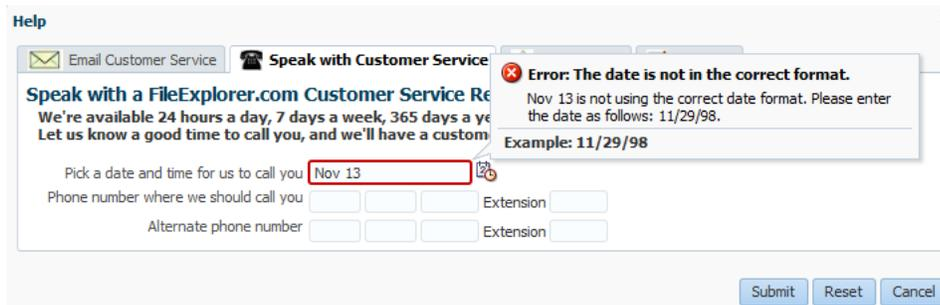 Help
Email Customer Service
Speak with Customer Service
Error: The date is not in the correct format.
Nov 13 is not using the correct date format. Please enter
the date as follows: 11/29/98.
Example: 11/29/98
Speak with a FileExplorer.com Customer Service Re
We're available 24 hours a day, 7 days a week, 365 days a ye
Let us know a good time to call you, and we'll have a custom
Pick a date and time for us to call you Nov 13
Phone number where we should call you Extension
Alternate phone number Extension
Submit Reset Cancel